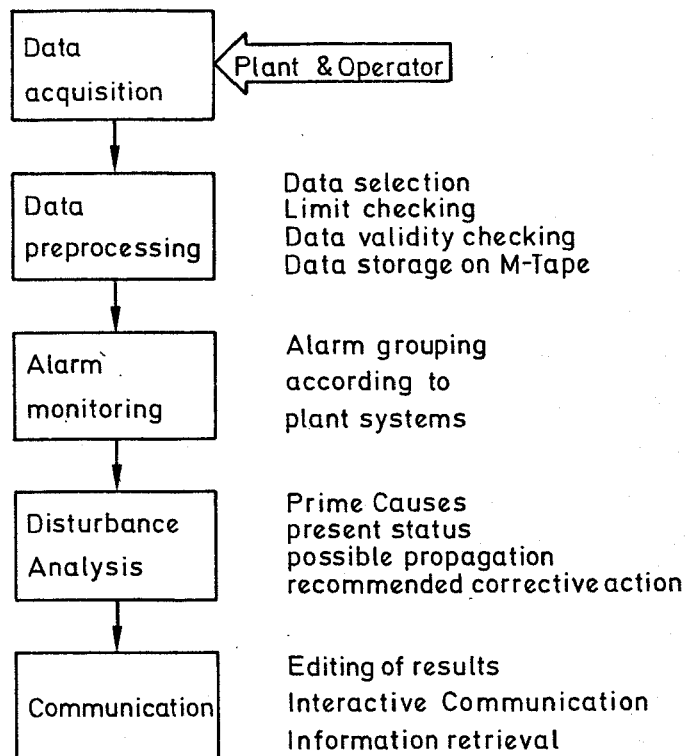 Data
acquisition
Plant & Operator
Data
preprocessing
Data selection
Limit checking
Data validity checking
Data storage on M-Tape
Alarm
monitoring
Alarm grouping
according to
plant systems
Disturbance
Analysis
Prime Causes
present status
possible propagation
recommended corrective action
Communication
Editing of results
Interactive Communication
Information retrieval